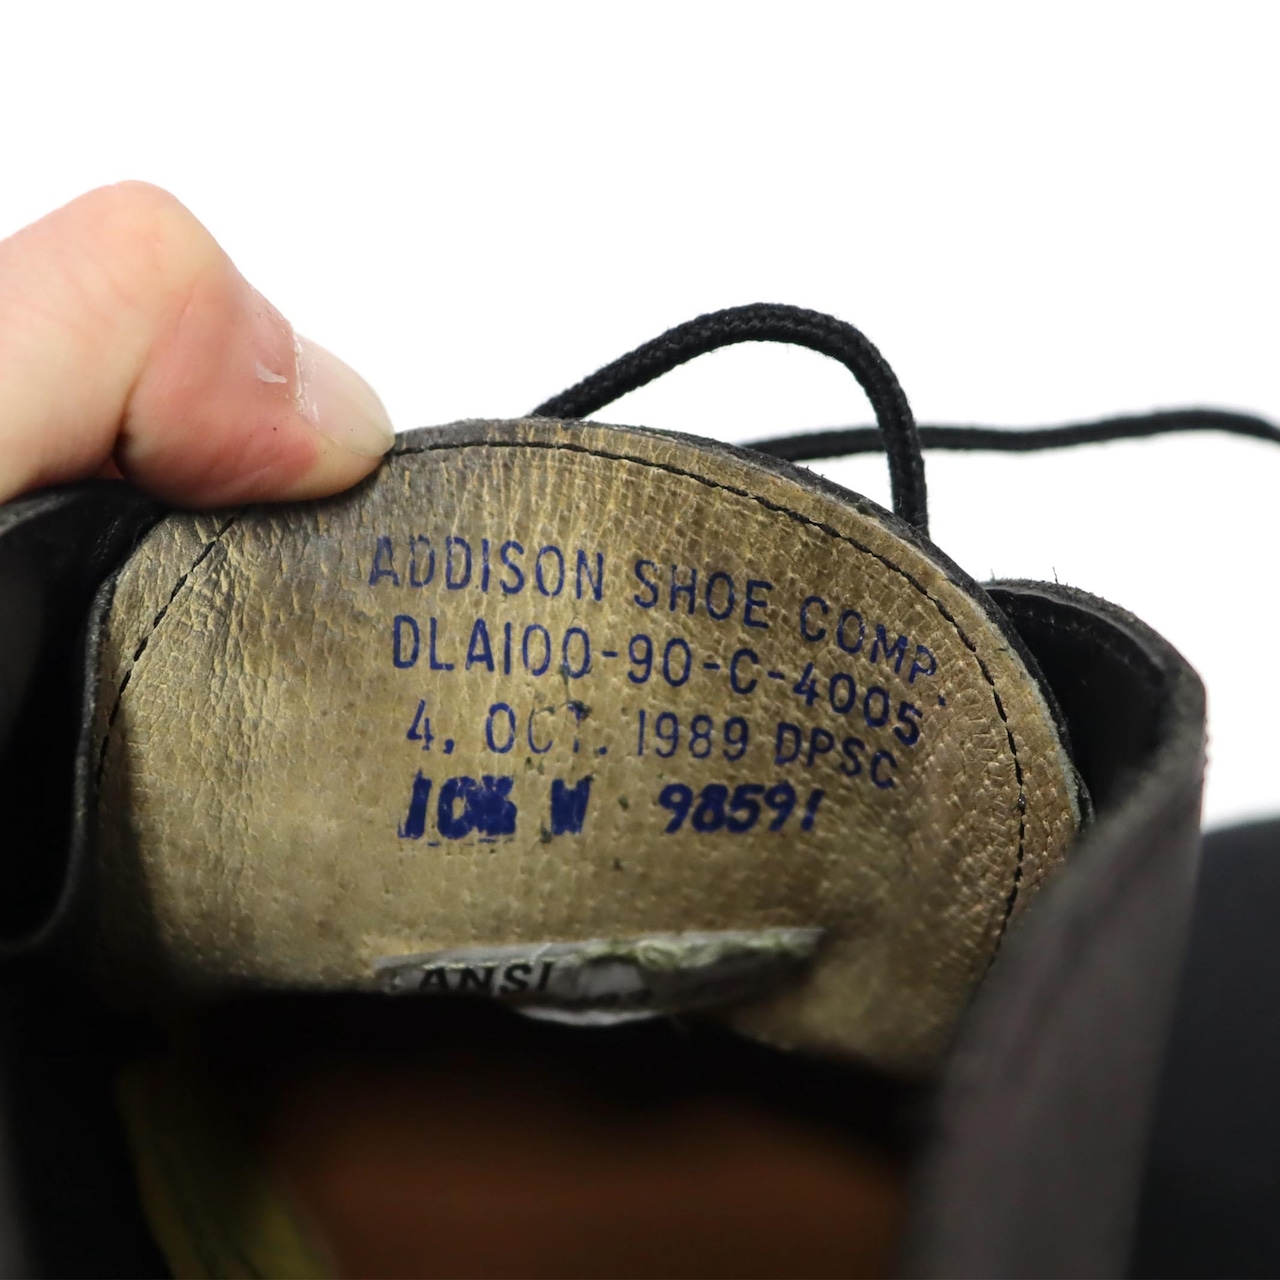 ADDISON SHOE COMP.
DLA100-90-C-4005
4, OCT. 1989 DPSC
W 98591
ANSI